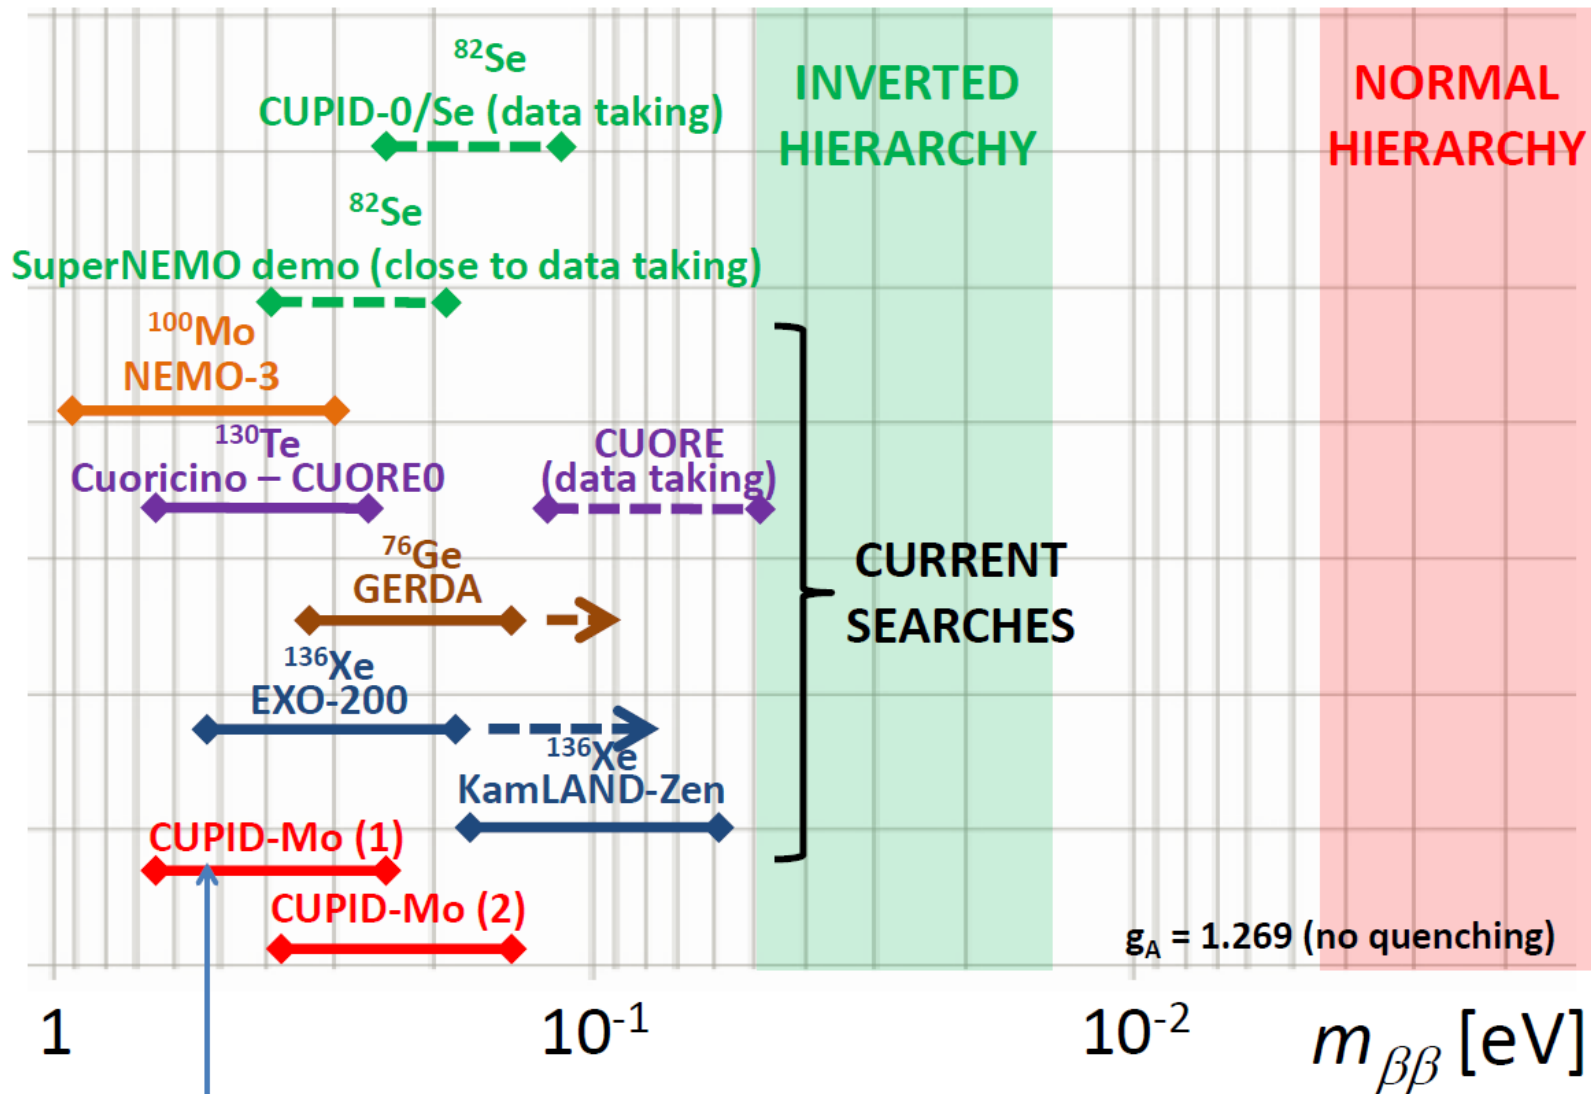 ⁸²Se
CUPID-0/Se (data taking)
INVERTED
HIERARCHY
NORMAL
HIERARCHY
⁸²Se
SuperNEMO demo (close to data taking)
¹⁰⁰Mo
NEMO-3
¹³⁰Te
Cuoricino – CUORE0
CUORE
(data taking)
⁷⁶Ge
GERDA
CURRENT
SEARCHES
¹³⁶Xe
EXO-200
¹³⁶Xe
KamLAND-Zen
CUPID-Mo (1)
CUPID-Mo (2)
g_A = 1.269 (no quenching)
1
10⁻¹
10⁻²
m_ββ [eV]